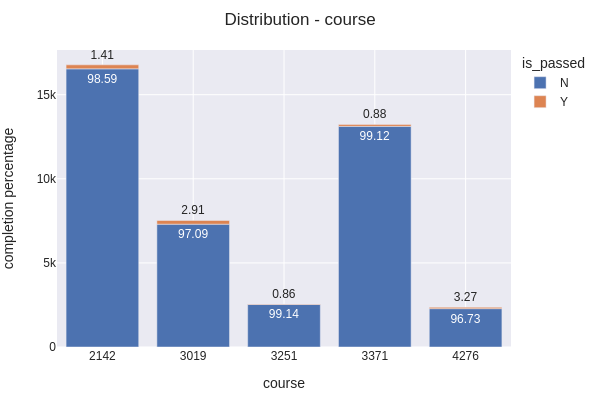 Distribution - course
completion percentage
15k
10k
5k
0
1.41
98.59
2.91
97.09
0.86
99.14
0.88
99.12
3.27
96.73
2142
3019
3251
3371
4276
course
is_passed
N
Y